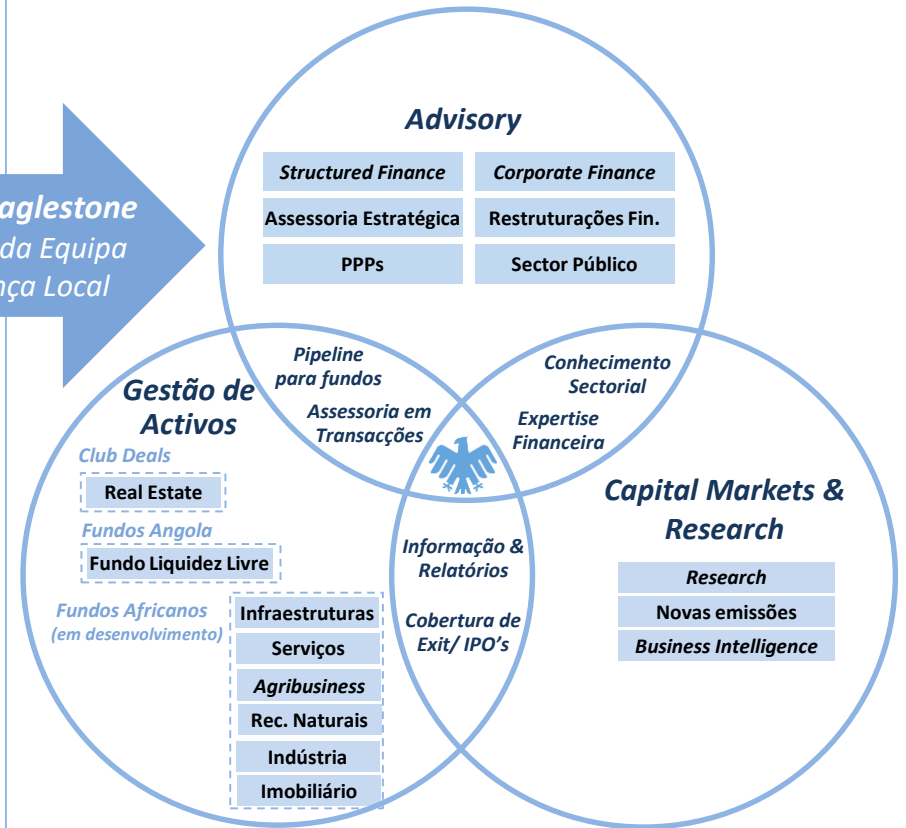 Advisory
Structured Finance
Corporate Finance
Assessoria Estratégica
Restruturações Fin.
PPPs
Sector Público
aglestone
da Equipa
nça Local
Pipeline
para fundos
Assessoria em
Transacções
Conhecimento
Sectorial
Expertise
Financeira
Gestão de
Activos
Club Deals
Real Estate
Fundos Angola
Fundo Liquidez Livre
Fundos Africanos
(em desenvolvimento)
Infraestruturas
Serviços
Agribusiness
Rec. Naturais
Indústria
Imobiliário
Informação &
Relatórios
Cobertura de
Exit/ IPO’s
Capital Markets &
Research
Research
Novas emissões
Business Intelligence